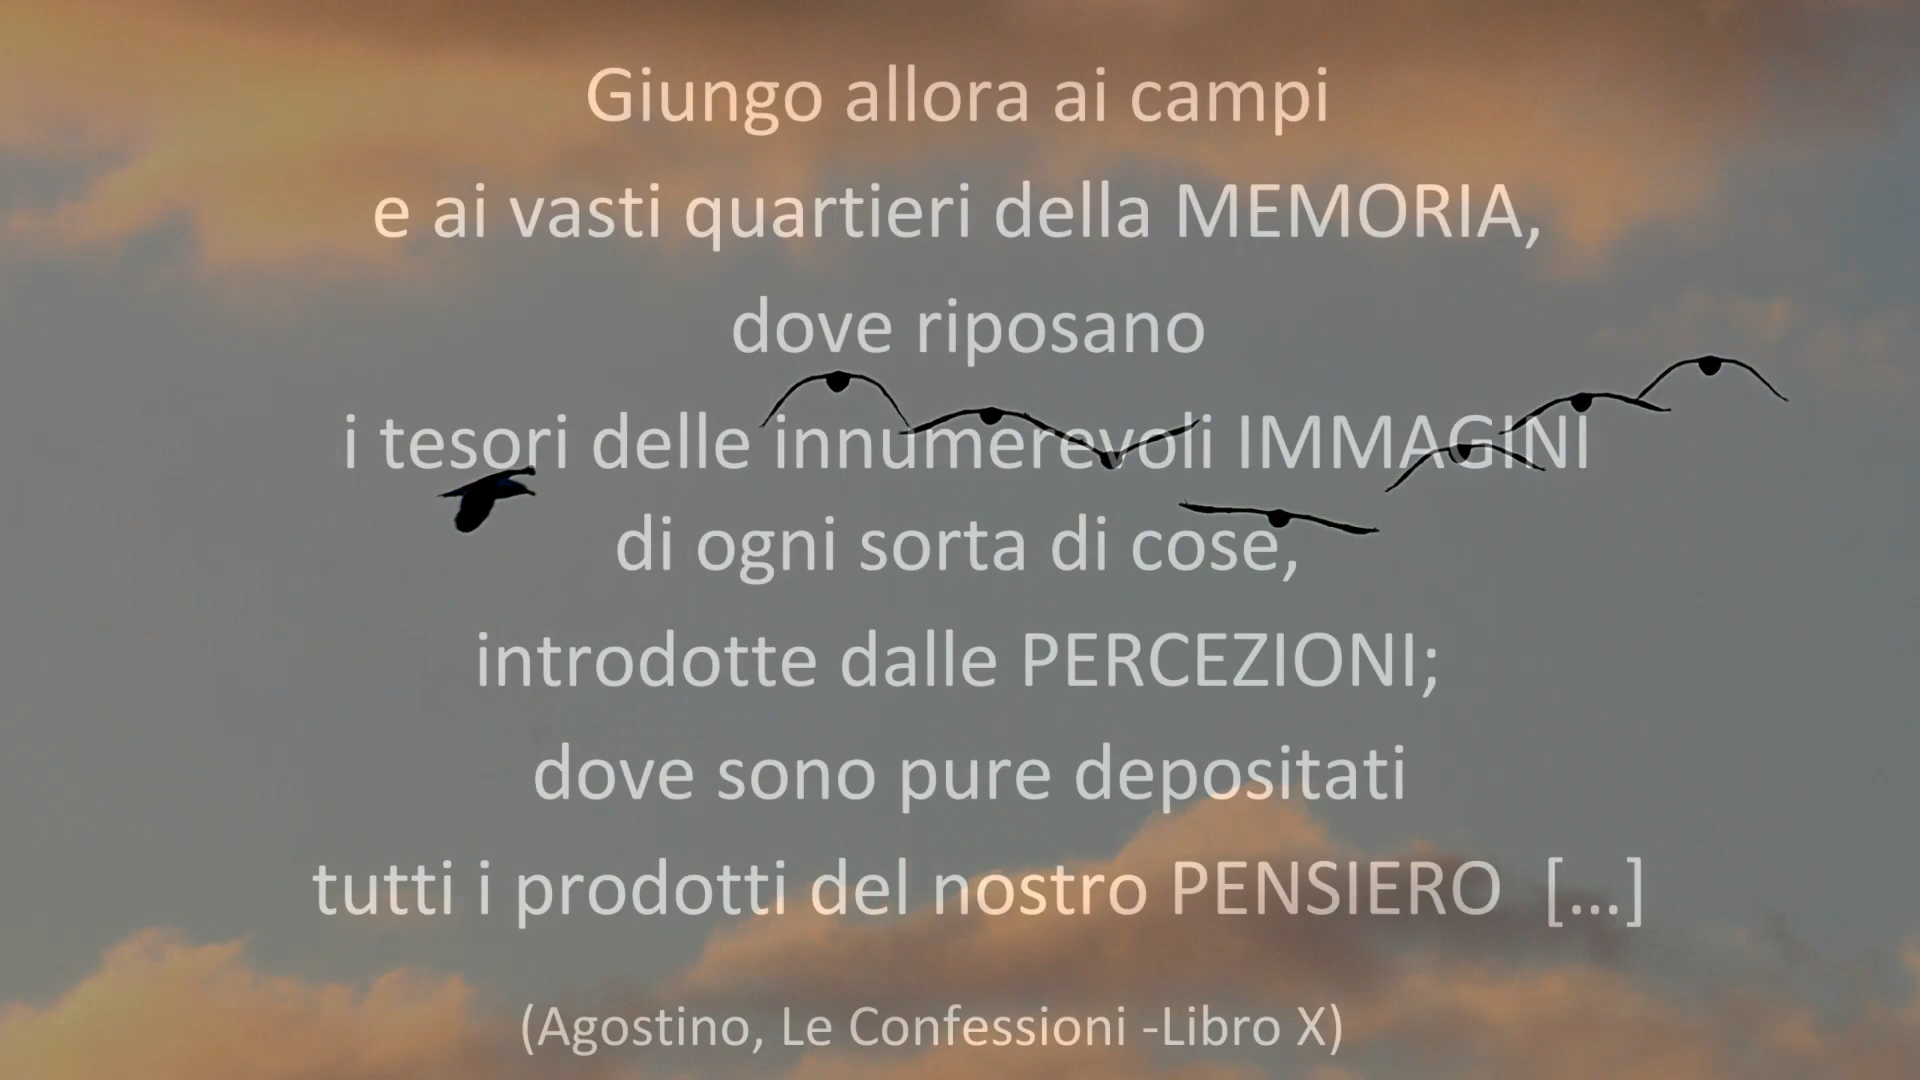 Giungo allora ai campi
e ai vasti quartieri della MEMORIA,
dove riposano
i tesori delle innumerevoli IMMAGINI
di ogni sorta di cose,
introdotte dalle PERCEZIONI;
dove sono pure depositati
tutti i prodotti del nostro PENSIERO  […]
(Agostino, Le Confessioni -Libro X)